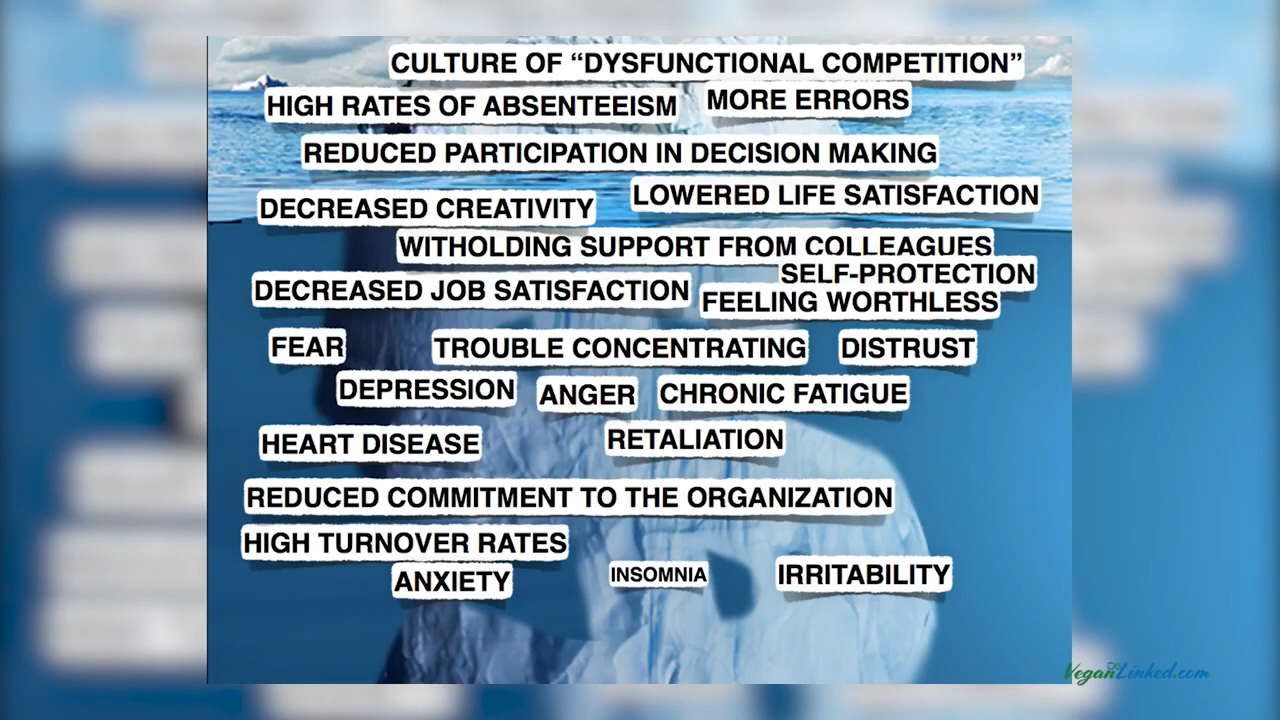 CULTURE OF “DYSFUNCTIONAL COMPETITION”
HIGH RATES OF ABSENTEEISM
MORE ERRORS
REDUCED PARTICIPATION IN DECISION MAKING
DECREASED CREATIVITY
LOWERED LIFE SATISFACTION
WITHOLDING SUPPORT FROM COLLEAGUES
SELF-PROTECTION
DECREASED JOB SATISFACTION
FEELING WORTHLESS
FEAR
TROUBLE CONCENTRATING
DISTRUST
DEPRESSION
ANGER
CHRONIC FATIGUE
HEART DISEASE
RETALIATION
REDUCED COMMITMENT TO THE ORGANIZATION
HIGH TURNOVER RATES
ANXIETY
INSOMNIA
IRRITABILITY
VeganLinked.com